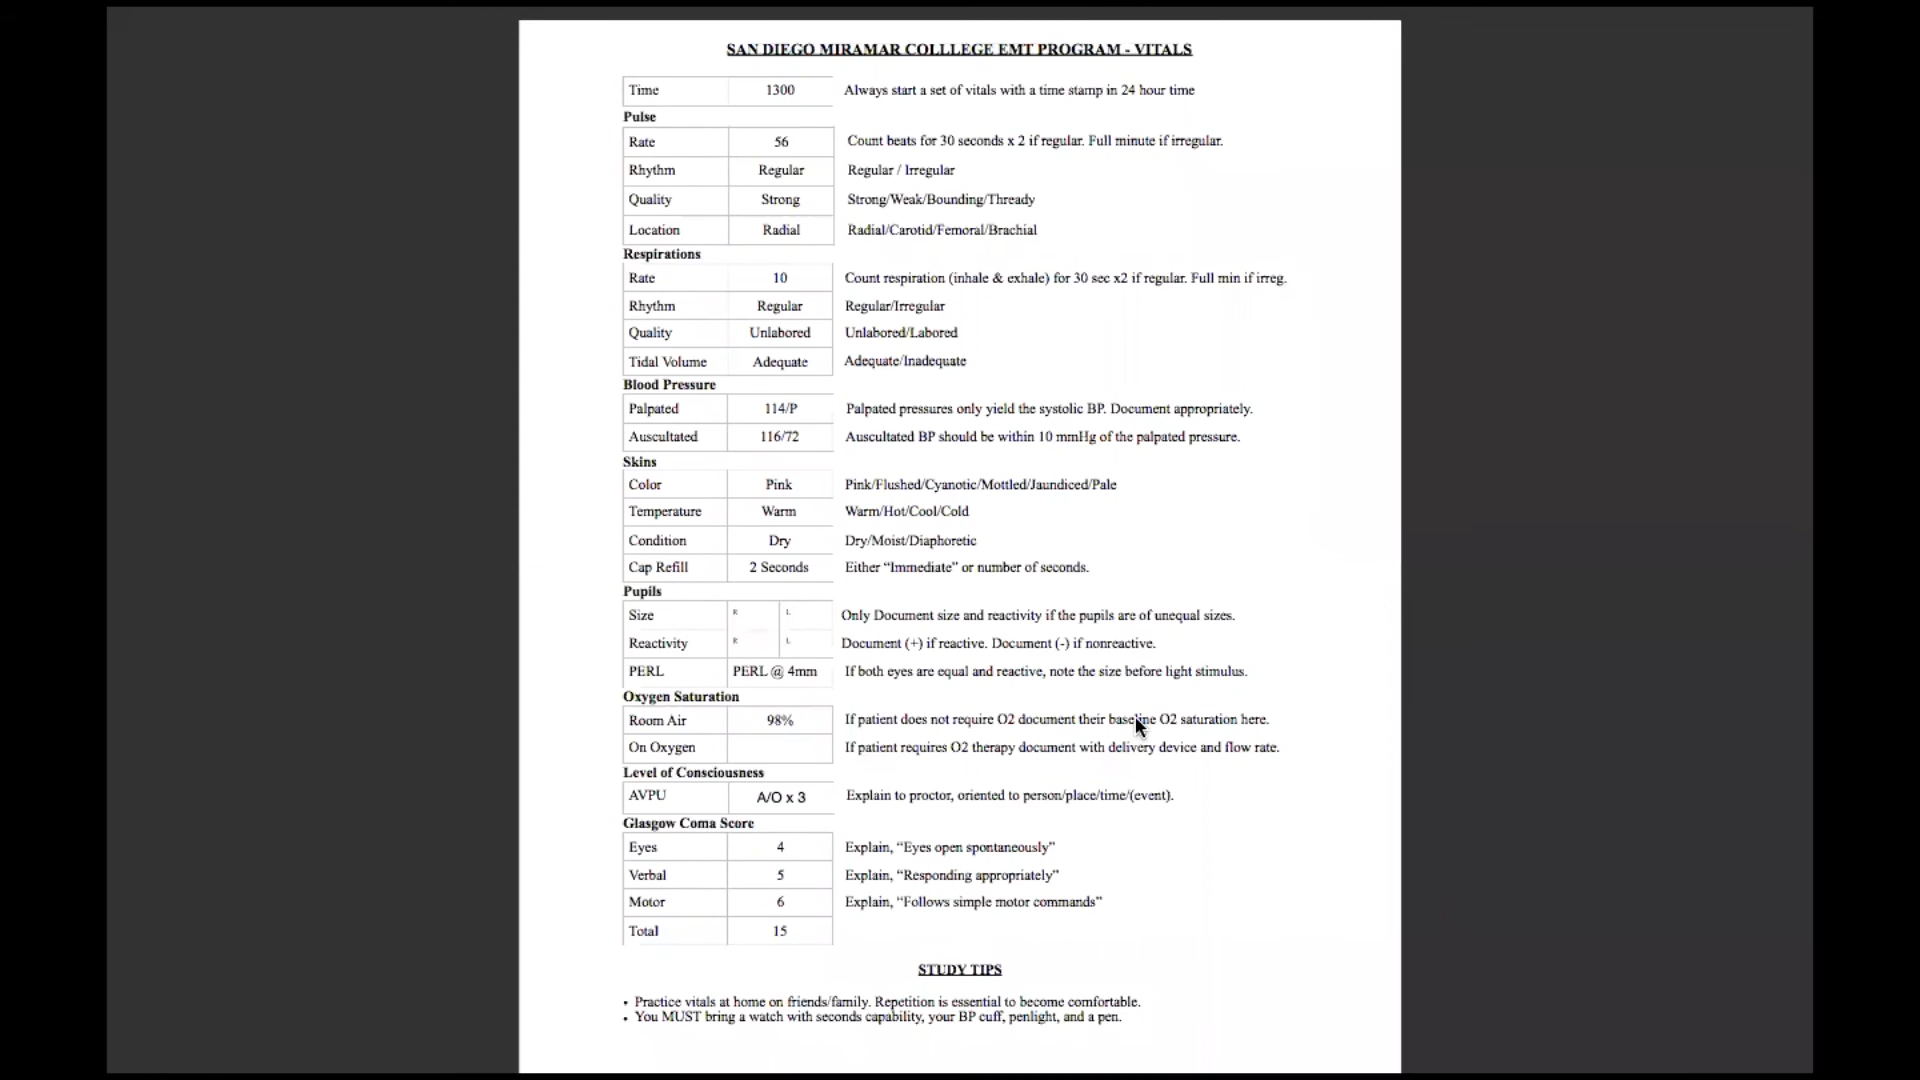 SAN DIEGO MIRAMAR COLLLEGE EMT PROGRAM - VITALS
Time 1300 Always start a set of vitals with a time stamp in 24 hour time
Pulse
Rate 56 Count beats for 30 seconds x 2 if regular. Full minute if irregular.
Rhythm Regular Regular / Irregular
Quality Strong Strong/Weak/Bounding/Thready
Location Radial Radial/Carotid/Femoral/Brachial
Respirations
Rate 10 Count respiration (inhale & exhale) for 30 sec x2 if regular. Full min if irreg.
Rhythm Regular Regular/Irregular
Quality Unlabored Unlabored/Labored
Tidal Volume Adequate Adequate/Inadequate
Blood Pressure
Palpated 114/P Palpated pressures only yield the systolic BP. Document appropriately.
Auscultated 116/72 Auscultated BP should be within 10 mmHg of the palpated pressure.
Skins
Color Pink Pink/Flushed/Cyanotic/Mottled/Jaundiced/Pale
Temperature Warm Warm/Hot/Cool/Cold
Condition Dry Dry/Moist/Diaphoretic
Cap Refill 2 Seconds Either “Immediate” or number of seconds.
Pupils
Size R L Only Document size and reactivity if the pupils are of unequal sizes.
Reactivity R L Document (+) if reactive. Document (-) if nonreactive.
PERL PERL @ 4mm If both eyes are equal and reactive, note the size before light stimulus.
Oxygen Saturation
Room Air 98% If patient does not require O2 document their baseline O2 saturation here.
On Oxygen If patient requires O2 therapy document with delivery device and flow rate.
Level of Consciousness
AVPU A/O x 3 Explain to proctor, oriented to person/place/time/(event).
Glasgow Coma Score
Eyes 4 Explain, “Eyes open spontaneously”
Verbal 5 Explain, “Responding appropriately”
Motor 6 Explain, “Follows simple motor commands”
Total 15
STUDY TIPS
• Practice vitals at home on friends/family. Repetition is essential to become comfortable.
• You MUST bring a watch with seconds capability, your BP cuff, penlight, and a pen.